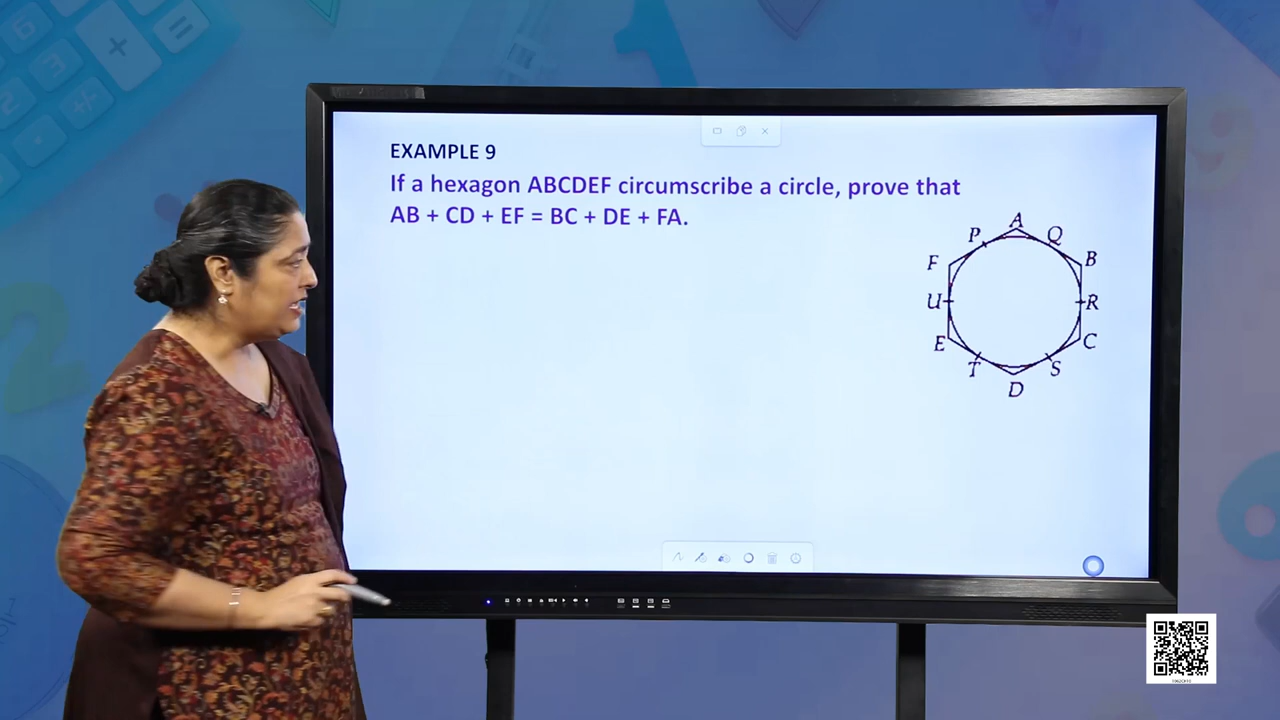 EXAMPLE 9
If a hexagon ABCDEF circumscribe a circle, prove that
AB + CD + EF = BC + DE + FA.
A
P
Q
F
B
U
R
E
C
T
S
D